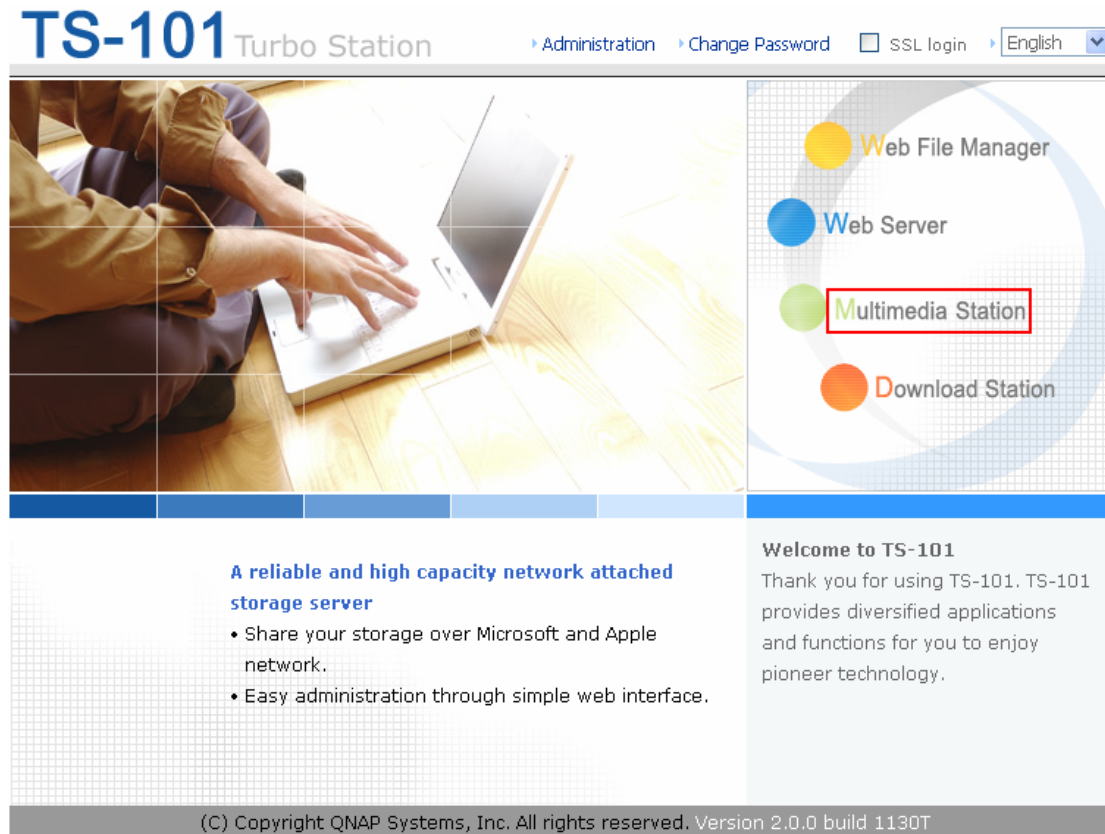 TS-101 Turbo Station
Administration Change Password SSL login English
Web File Manager
Web Server
Multimedia Station
Download Station
A reliable and high capacity network attached
storage server
• Share your storage over Microsoft and Apple
network.
• Easy administration through simple web interface.
Welcome to TS-101
Thank you for using TS-101. TS-101
provides diversified applications
and functions for you to enjoy
pioneer technology.
(C) Copyright QNAP Systems, Inc. All rights reserved. Version 2.0.0 build 1130T